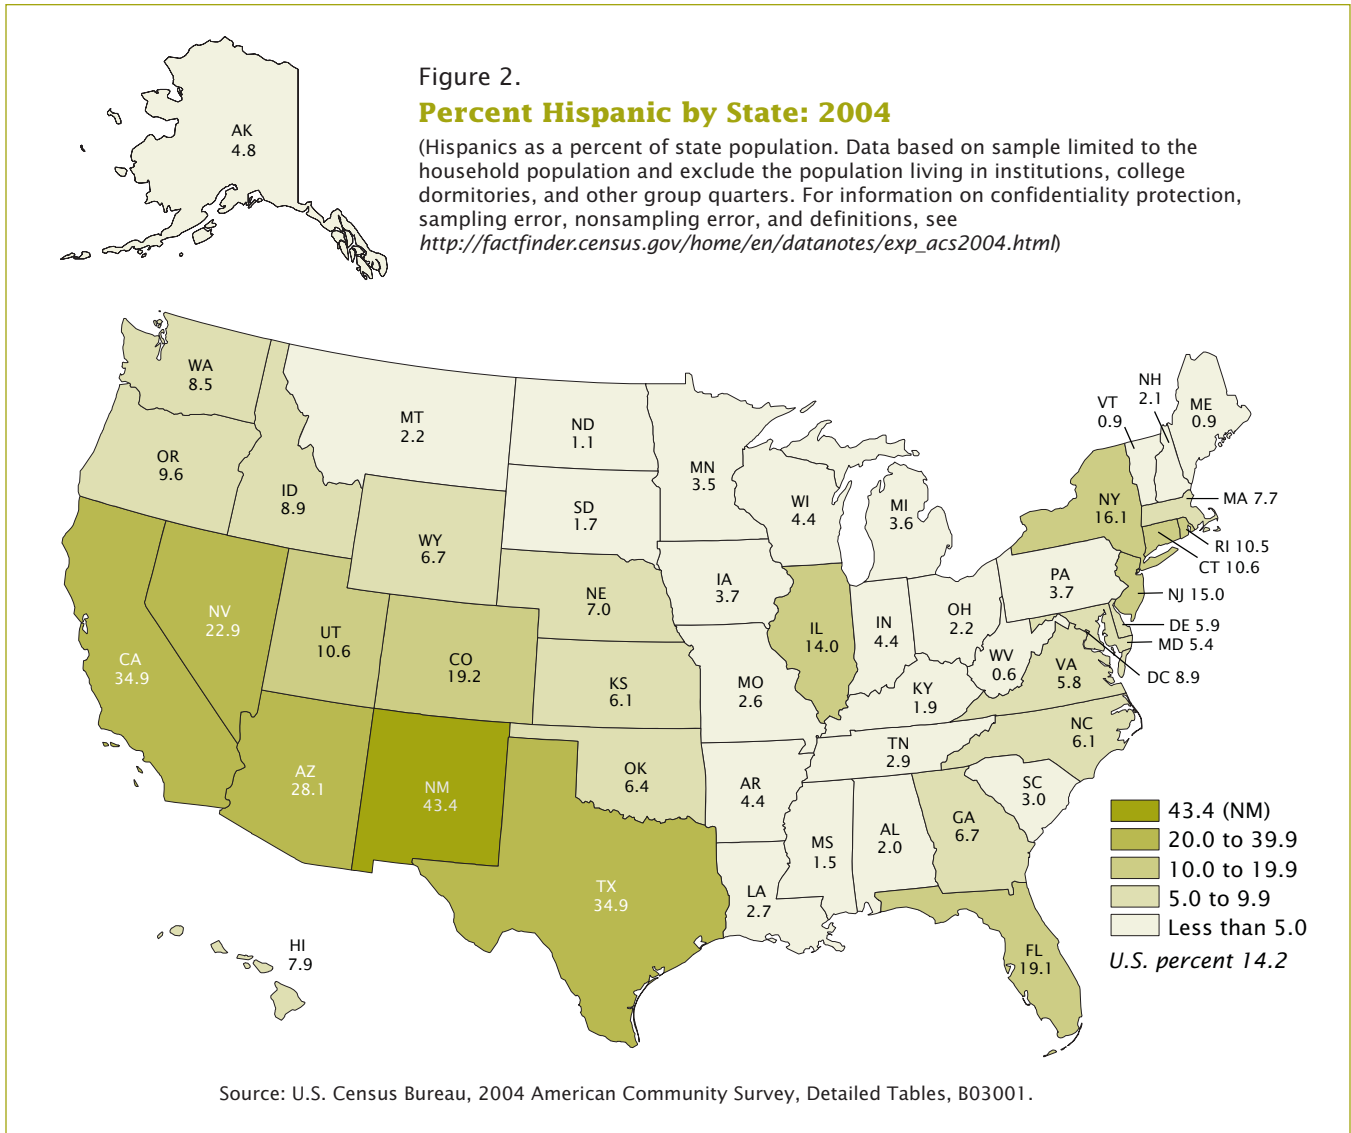 Figure 2.
Percent Hispanic by State: 2004
(Hispanics as a percent of state population. Data based on sample limited to the
household population and exclude the population living in institutions, college
dormitories, and other group quarters. For information on confidentiality protection,
sampling error, nonsampling error, and definitions, see
http://factfinder.census.gov/home/en/datanotes/exp_acs2004.html)
AK
4.8
WA
8.5
OR
9.6
ID
8.9
MT
2.2
WY
6.7
ND
1.1
SD
1.7
NE
7.0
KS
6.1
OK
6.4
MN
3.5
IA
3.7
MO
2.6
AR
4.4
LA
2.7
WI
4.4
IL
14.0
MI
3.6
IN
4.4
OH
2.2
KY
1.9
TN
2.9
MS
1.5
AL
2.0
GA
6.7
FL
19.1
SC
3.0
NC
6.1
VA
5.8
WV
0.6
PA
3.7
NY
16.1
VT
0.9
NH
2.1
ME
0.9
MA 7.7
RI 10.5
CT 10.6
NJ 15.0
DE 5.9
MD 5.4
DC 8.9
CA
34.9
NV
22.9
UT
10.6
CO
19.2
AZ
28.1
NM
43.4
TX
34.9
HI
7.9
43.4 (NM)
20.0 to 39.9
10.0 to 19.9
5.0 to 9.9
Less than 5.0
U.S. percent 14.2
Source: U.S. Census Bureau, 2004 American Community Survey, Detailed Tables, B03001.